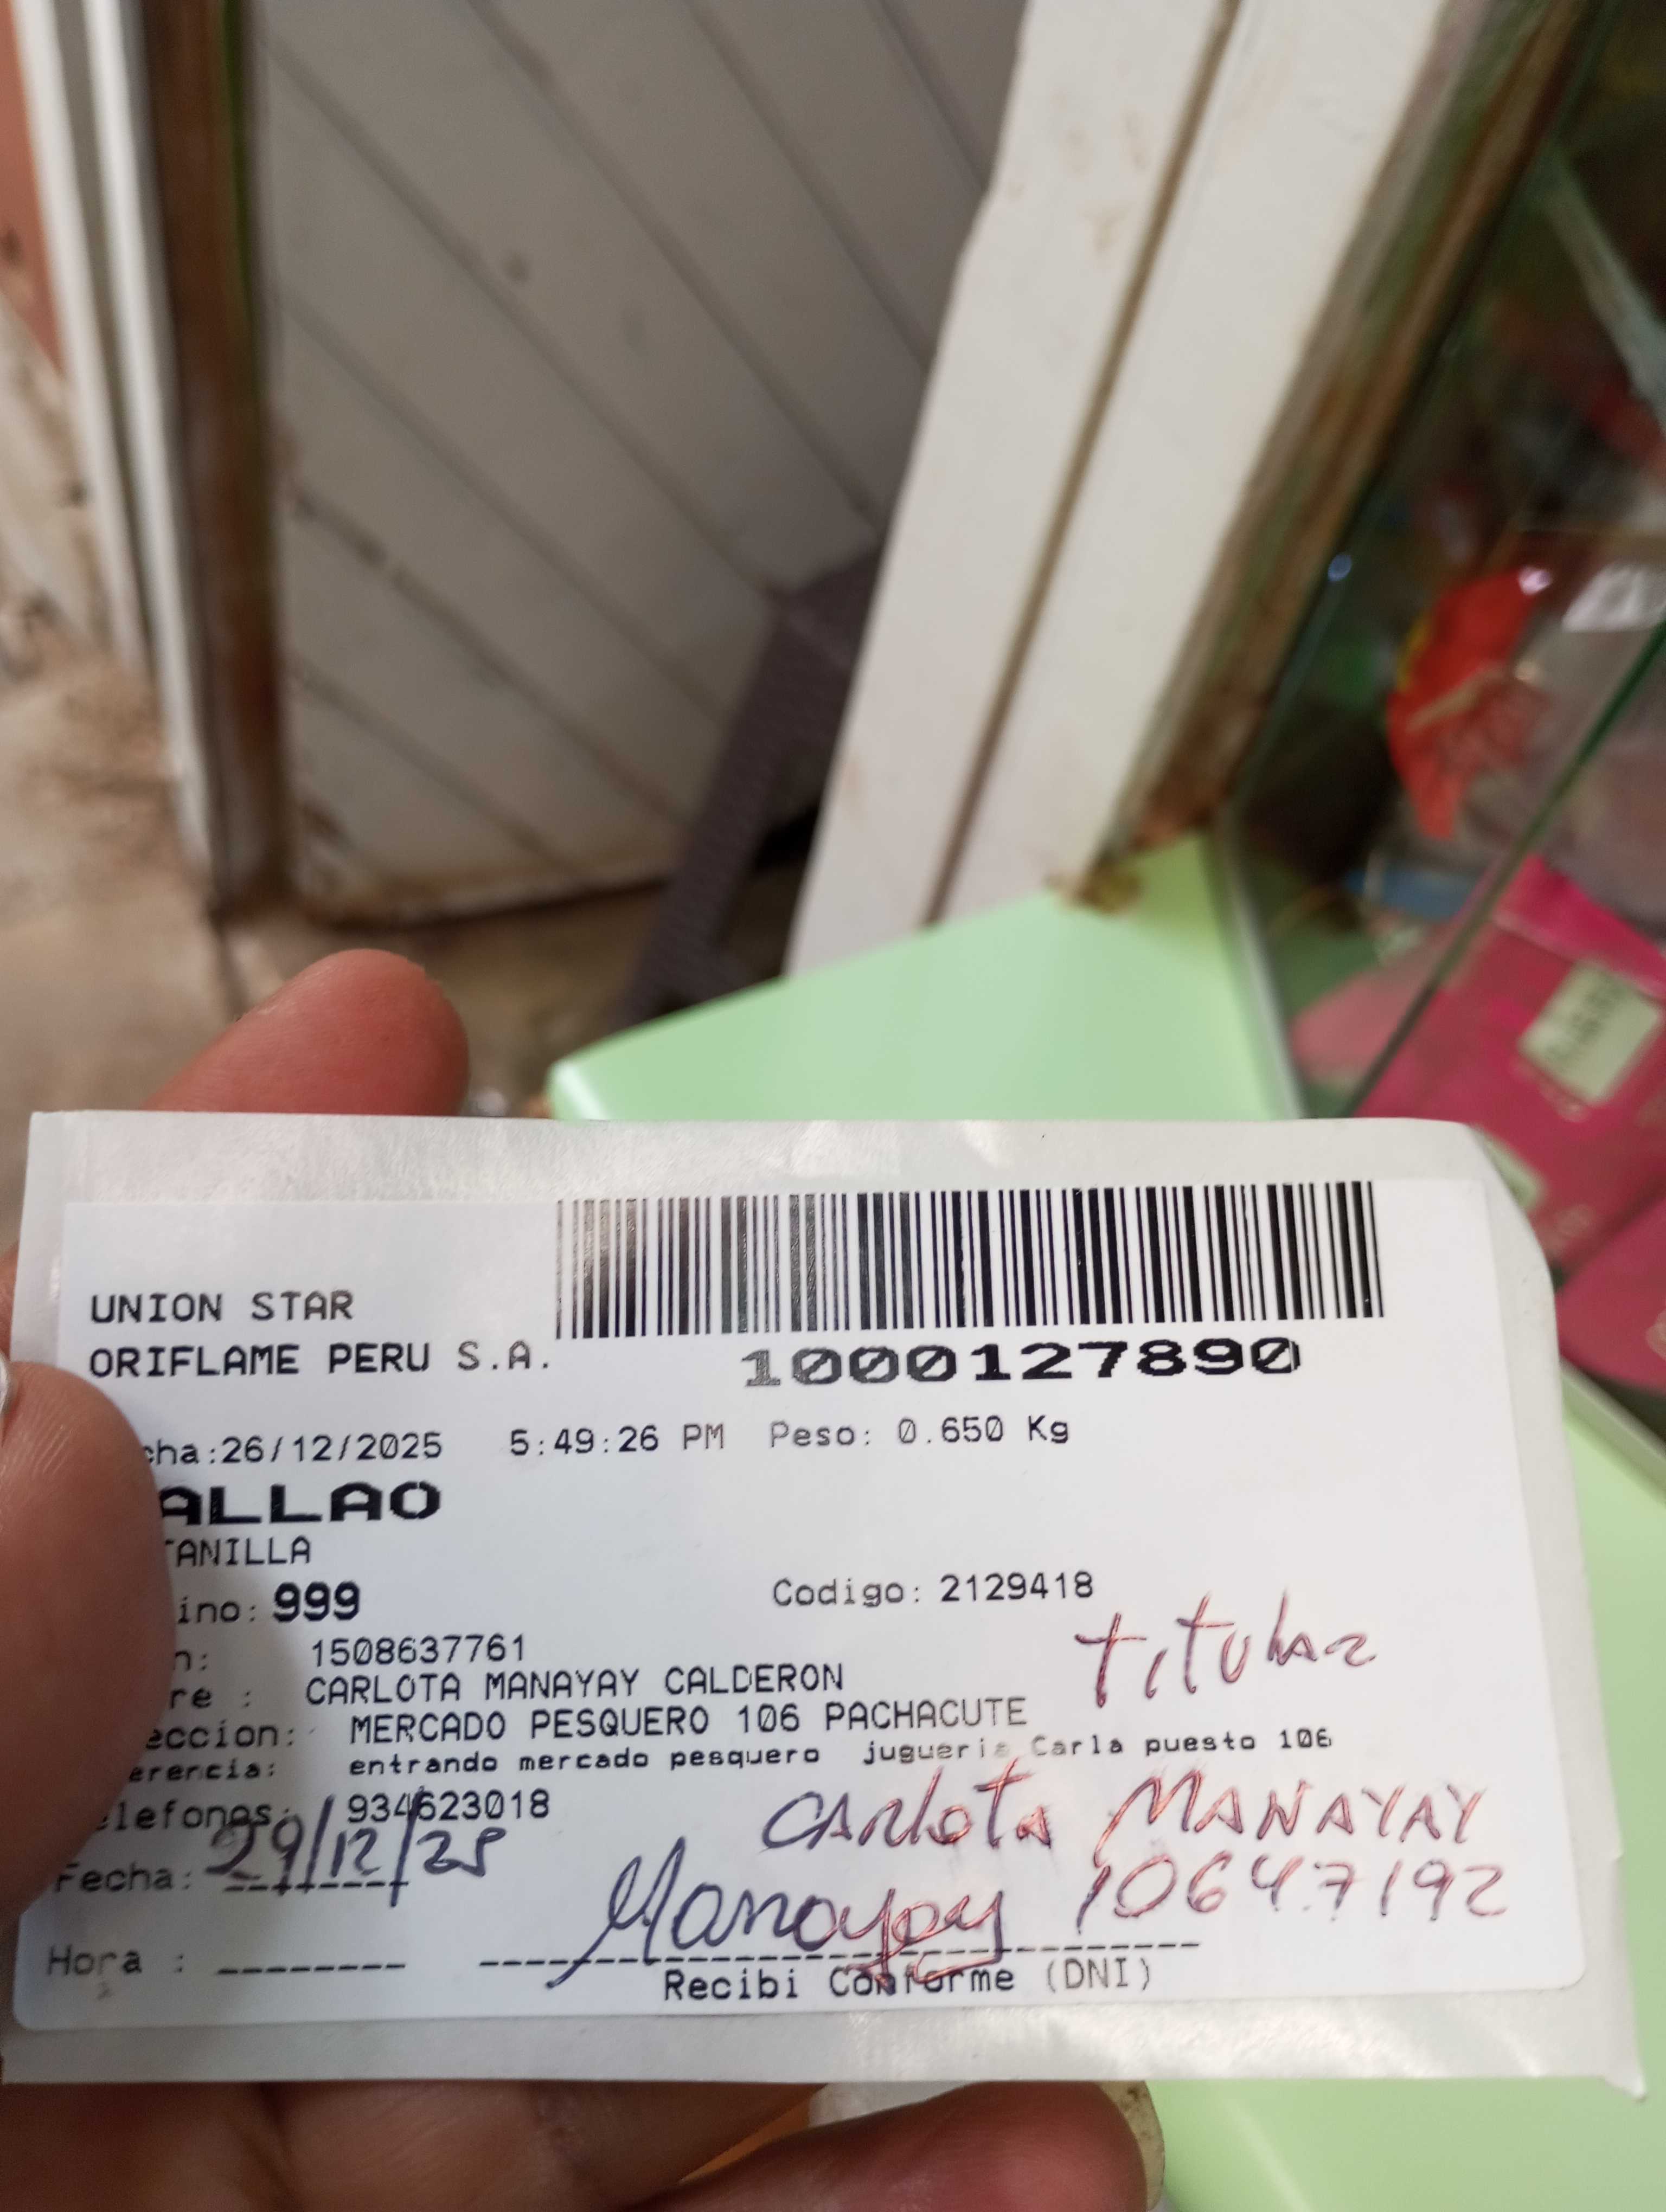 UNION STAR
ORIFLAME PERU S.A.
1000127890
cha:26/12/2025 5:49:26 PM Peso: 0.650 Kg
ALLAO
TANILLA
ino: 999 Codigo: 2129418
n: 1508637761
titular
re : CARLOTA MANAYAY CALDERON
eccion: MERCADO PESQUERO 106 PACHACUTE
erencia: entrando mercado pesquero jugueria Carla puesto 106
elefonos: 934623018
Carlota MANAYAY
Fecha: 29/12/25
Manayay 10647192
Hora : -------- 
Recibi Conforme (DNI)